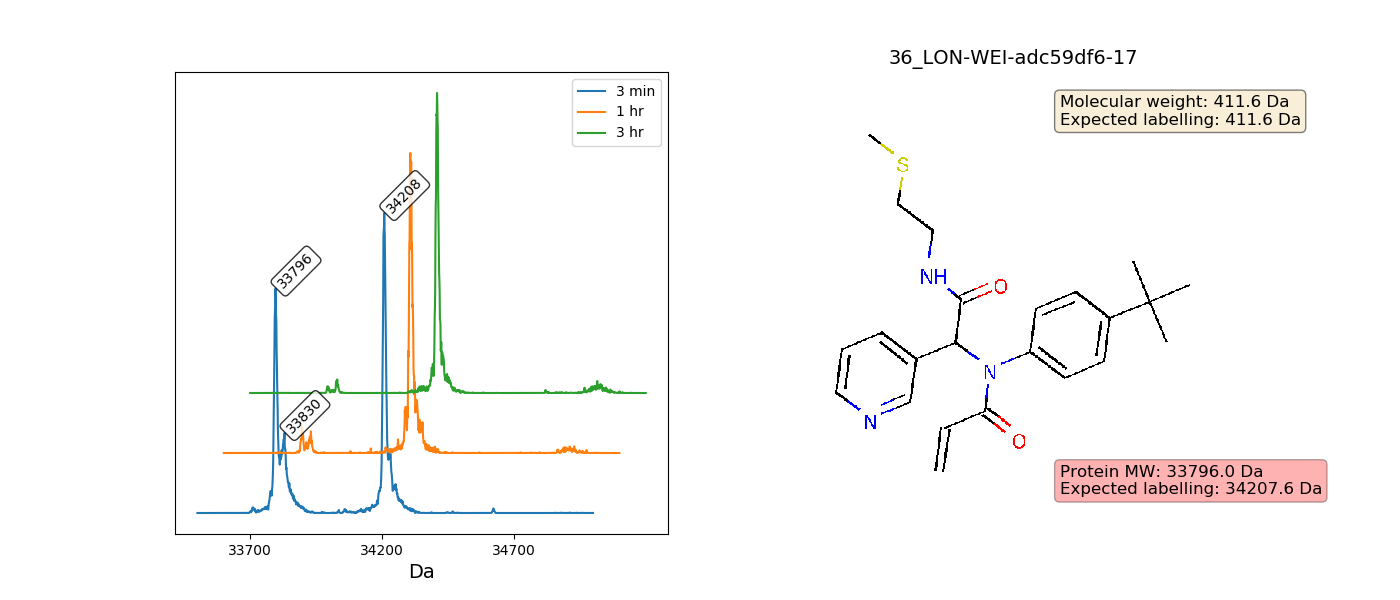 36_LON-WEI-adc59df6-17
3 min
1 hr
3 hr
33796
34208
33830
33700
34200
34700
Da
Molecular weight: 411.6 Da
Expected labelling: 411.6 Da
S
NH
O
N
N
O
Protein MW: 33796.0 Da
Expected labelling: 34207.6 Da